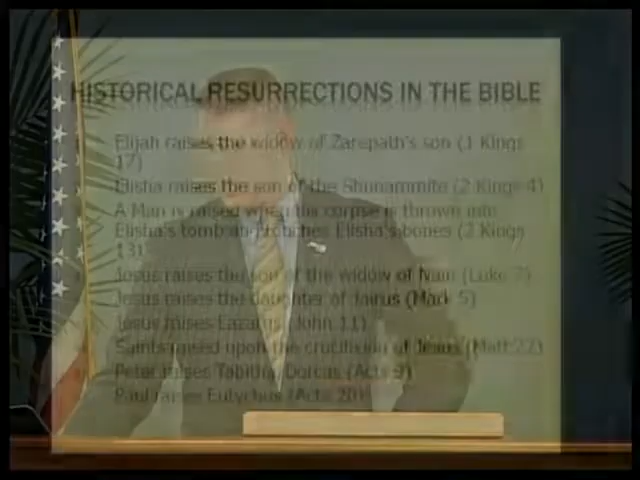 HISTORICAL RESURRECTIONS IN THE BIBLE
Elijah raises the widow of Zarepath's son (1 Kings
17)
Elisha raises the son of the Shunammite (2 Kings 4)
A Man is raised when his corpse is thrown into
Elisha's tomb and touches Elisha's bones (2 Kings
13)
Jesus raises the son of the widow of Nain (Luke 7)
Jesus raises the daughter of Jairus (Mark 5)
Jesus raises Lazarus (John 11)
Saints raised upon the crucifixion of Jesus (Matt 27)
Peter raises Tabitha/Dorcas (Acts 9)
Paul raises Eutychus (Acts 20)